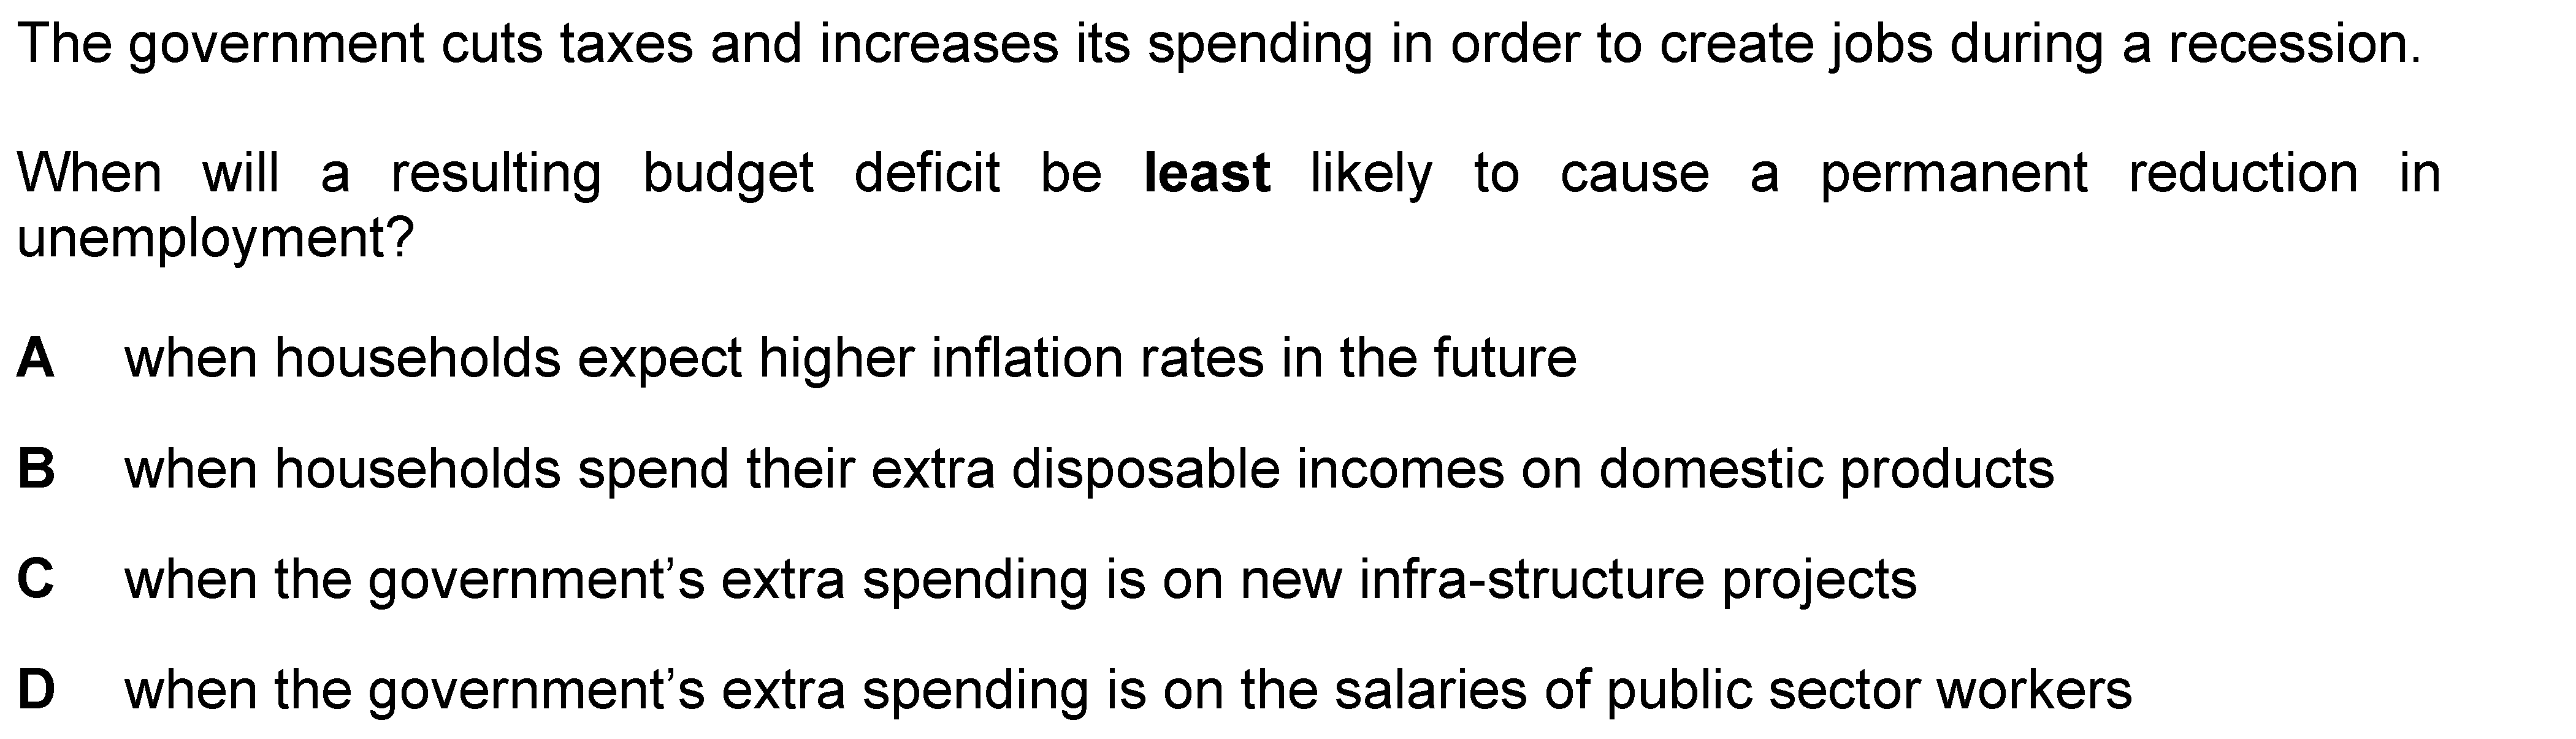 The government cuts taxes and increases its spending in order to create jobs during a recession.
When will a resulting budget deficit be least likely to cause a permanent reduction in
unemployment?
A when households expect higher inflation rates in the future
B when households spend their extra disposable incomes on domestic products
C when the government’s extra spending is on new infra-structure projects
D when the government’s extra spending is on the salaries of public sector workers